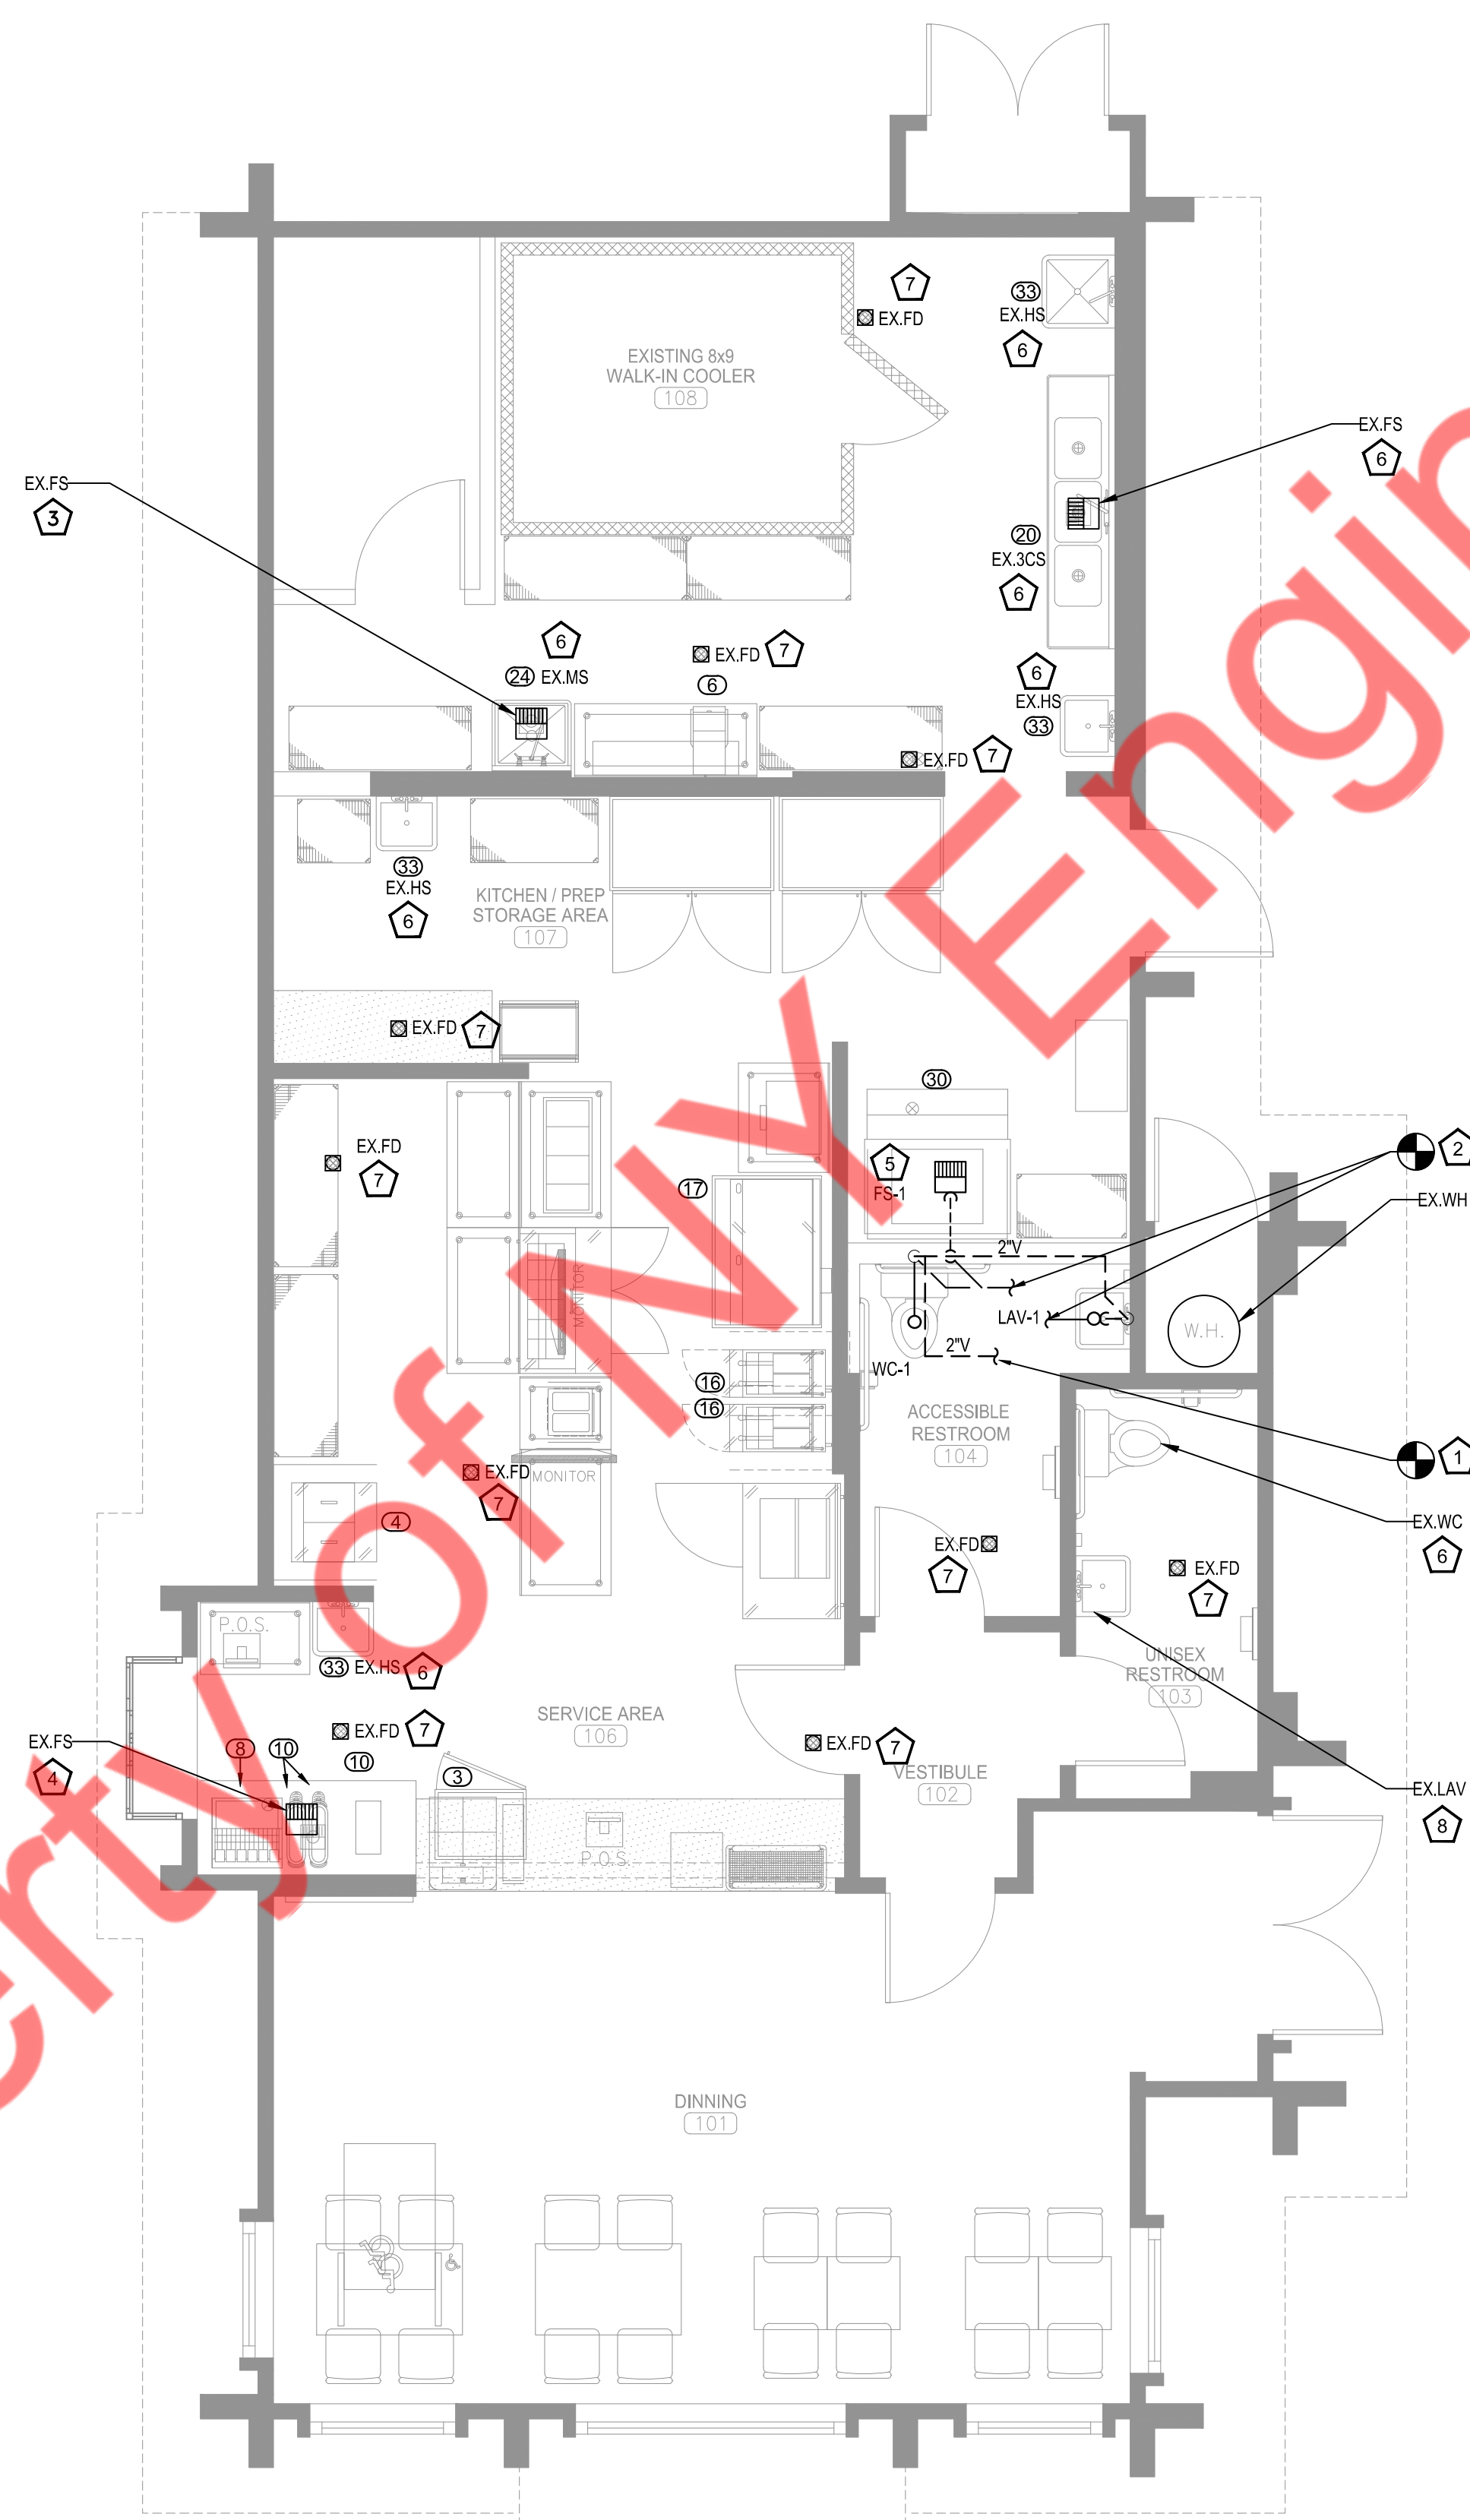 7
EX.FD
33
EX.HS
6
EXISTING 8x9
WALK-IN COOLER
108
EX.FS
6
EX.FS
3
20
EX.3CS
6
6
24 EX.MS
EX.FD 7
6
6
EX.HS
33
EX.FD 7
33
EX.HS
6
KITCHEN / PREP
STORAGE AREA
107
EX.FD 7
30
EX.FD
7
5
FS-1
2
17
EX.WH
2"V
MONITOR
LAV-1
W.H.
2"V
WC-1
16
16
ACCESSIBLE
RESTROOM
104
1
EX.FD
MONITOR
7
4
EX.WC
6
EX.FD
7
EX.FD
7
P.O.S.
33 EX.HS 6
UNISEX
RESTROOM
103
SERVICE AREA
106
EX.FD 7
EX.FD 7
EX.FS
4
8
10
10
3
VESTIBULE
102
EX.LAV
8
P.O.S.
DINNING
101
erty of NY Engin